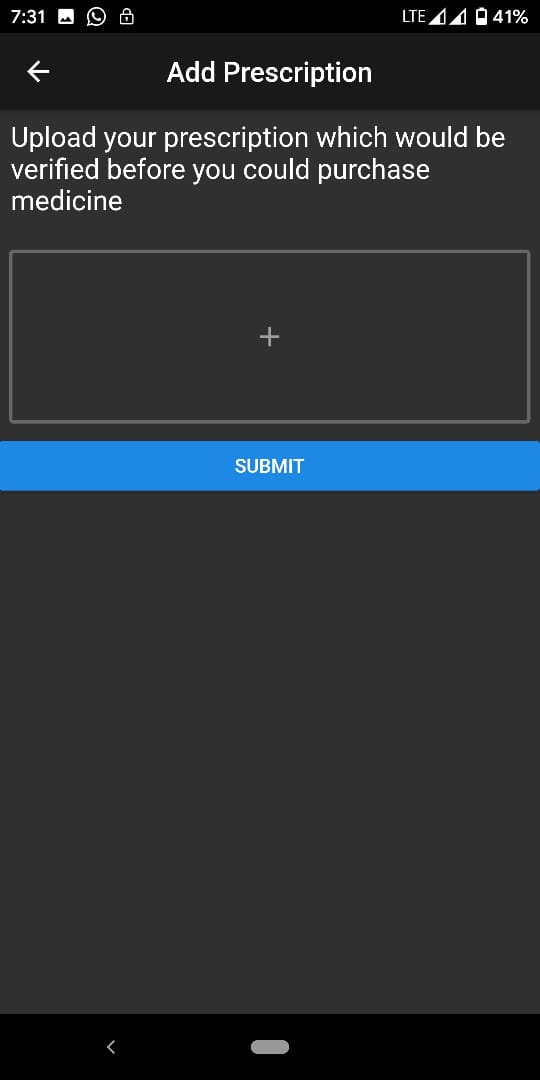 7:31 LTE 41%
Add Prescription
Upload your prescription which would be
verified before you could purchase
medicine
+
SUBMIT